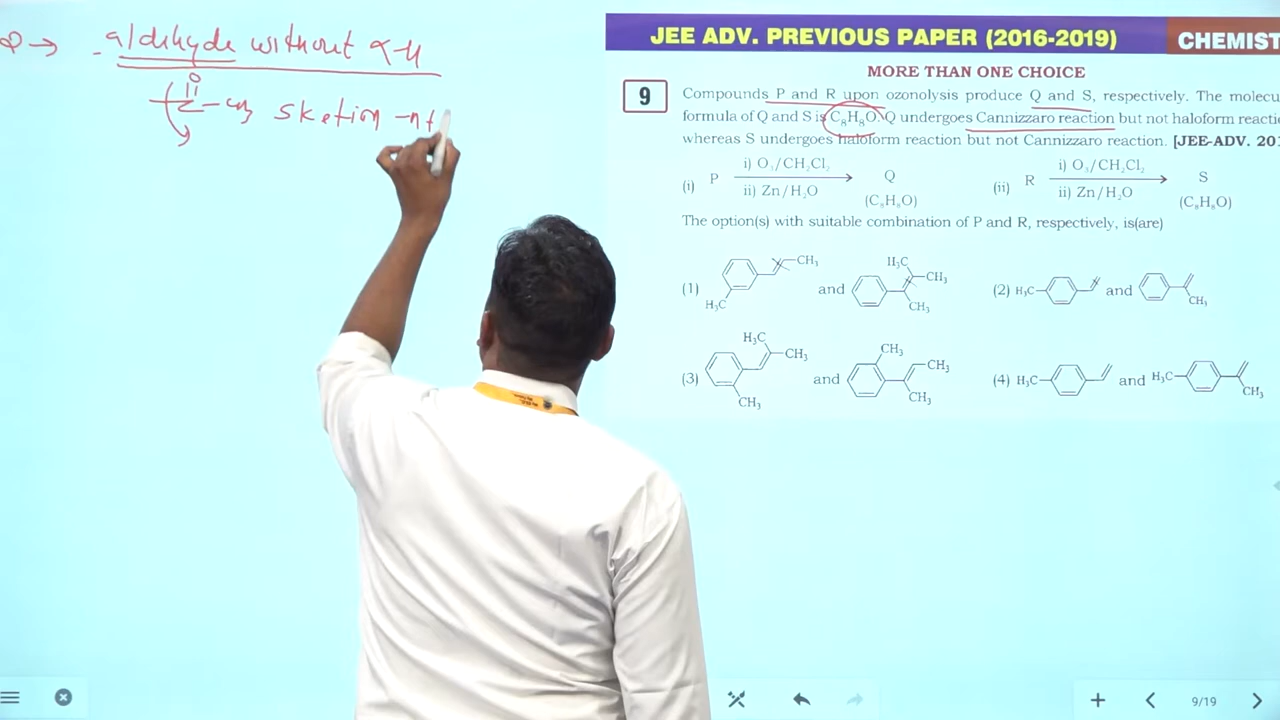 aldehyde without α-H
O
JEE ADV. PREVIOUS PAPER (2016-2019)
CHEMIST
MORE THAN ONE CHOICE
9
Compounds P and R upon ozonolysis produce Q and S, respectively. The molecu
formula of Q and S is C₈H₈O. Q undergoes Cannizzaro reaction but not haloform reactio
whereas S undergoes haloform reaction but not Cannizzaro reaction. [JEE-ADV. 201
(i) P i) O₃/CH₂Cl₂ ii) Zn/H₂O Q (C₈H₈O)
(ii) R i) O₃/CH₂Cl₂ ii) Zn/H₂O S (C₈H₈O)
The option(s) with suitable combination of P and R, respectively, is(are)
(1) H₃C CH₃ and H₃C CH₃ CH₃
(2) H₃C and CH₃
(3) H₃C CH₃ CH₃ and CH₃ CH₃ CH₃
(4) H₃C and H₃C CH₃
9/19